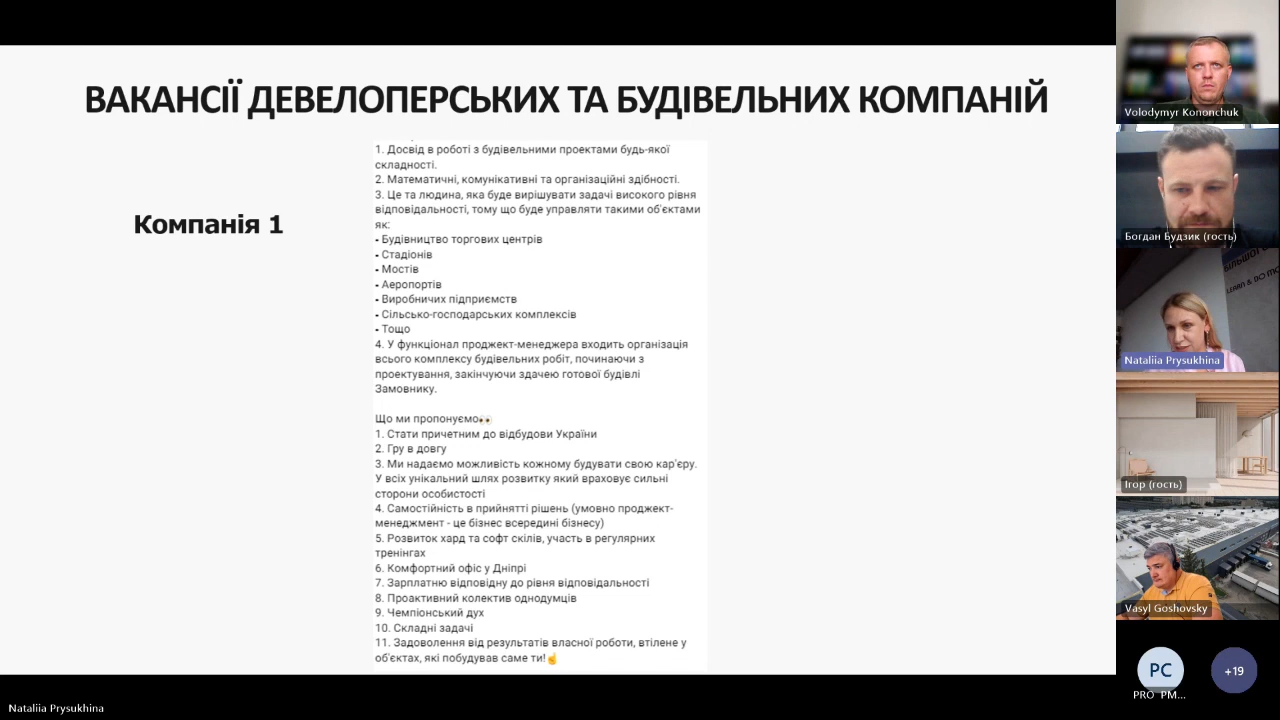 ВАКАНСІЇ ДЕВЕЛОПЕРСЬКИХ ТА БУДІВЕЛЬНИХ КОМПАНІЙ
Компанія 1
1. Досвід в роботі з будівельними проектами будь-якої
складності.
2. Математичні, комунікативні та організаційні здібності.
3. Це та людина, яка буде вирішувати задачі високого рівня
відповідальності, тому що буде управляти такими об'єктами
як:
- Будівництво торгових центрів
- Стадіонів
- Мостів
- Аеропортів
- Виробничих підприємств
- Сільсько-господарських комплексів
- Тощо
4. У функціонал проджект-менеджера входить організація
всього комплексу будівельних робіт, починаючи з
проектування, закінчуючи здачею готової будівлі
Замовнику.
Що ми пропонуємо👀
1. Стати причетним до відбудови України
2. Гру в довгу
3. Ми надаємо можливість кожному будувати свою кар'єру.
У всіх унікальний шлях розвитку який враховує сильні
сторони особистості
4. Самостійність в прийнятті рішень (умовно проджект-
менеджмент - це бізнес всередині бізнесу)
5. Розвиток хард та софт скілів, участь в регулярних
тренінгах
6. Комфортний офіс у Дніпрі
7. Зарплатню відповідну до рівня відповідальності
8. Проактивний колектив однодумців
9. Чемпіонський дух
10. Складні задачі
11. Задоволення від результатів власної роботи, втілене у
об'єктах, які побудував саме ти!☝
Volodymyr Kononchuk
Богдан Будзик (гость)
LEARN & DO MO
Nataliia Prysukhina
Ігор (гость)
Vasyl Goshovsky
PC
+19
PRO_PM...
Nataliia Prysukhina